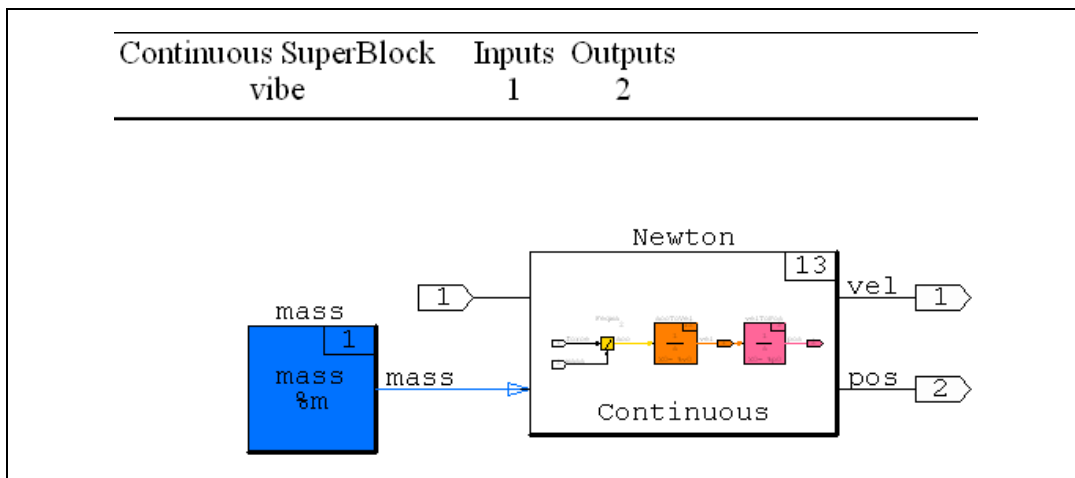 Continuous SuperBlock Inputs Outputs
vibe 1 2
Newton
13
1
vel 1
mass
1
mass
%m
mass
pos 2
Continuous